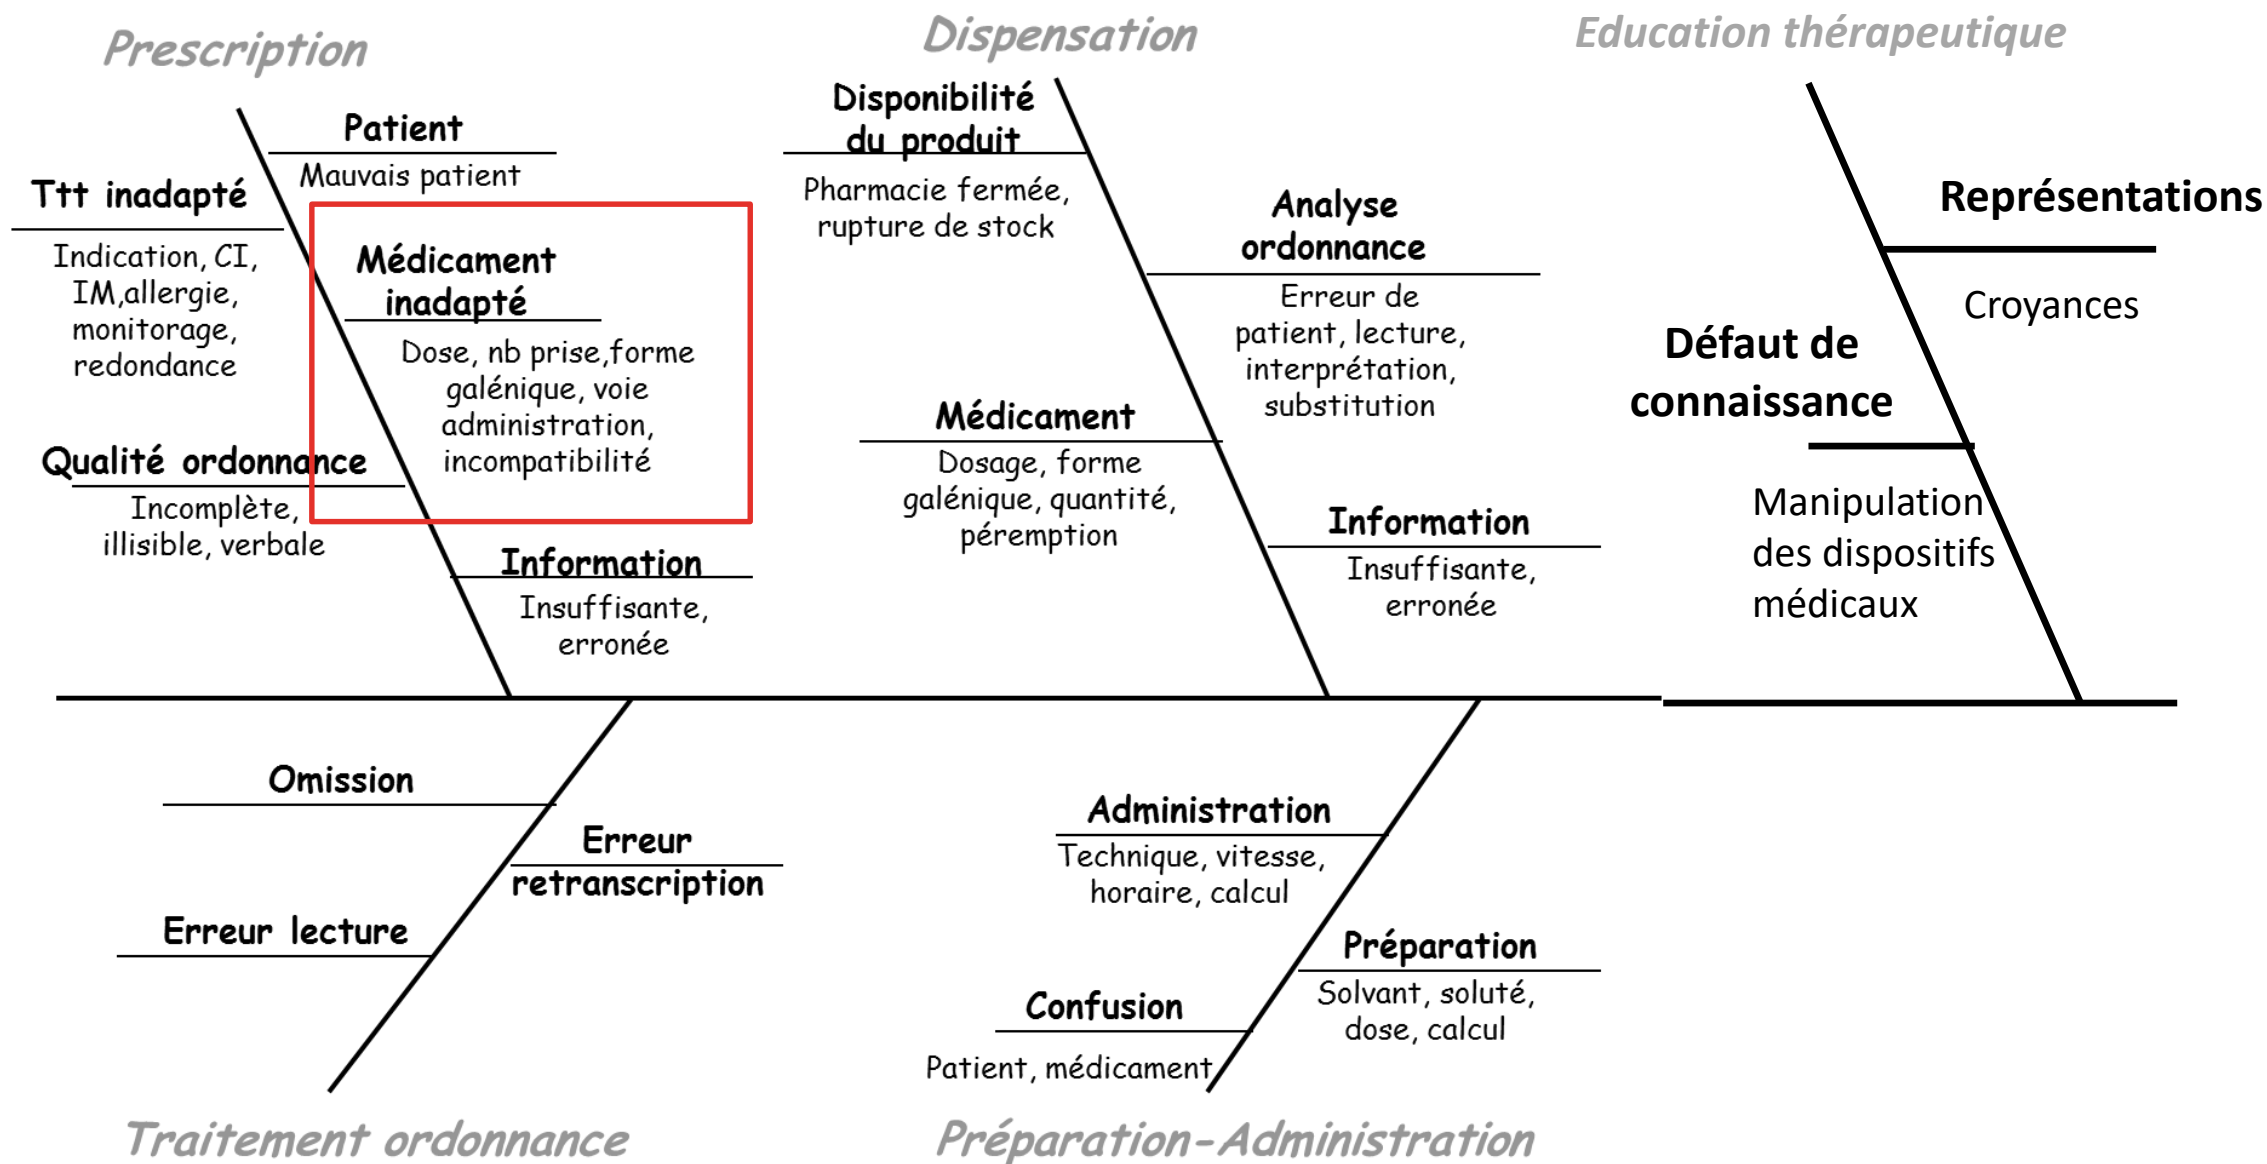 Prescription
Patient
Mauvais patient
Ttt inadapté
Indication, CI,
IM,allergie,
monitorage,
redondance
Médicament
inadapté
Dose, nb prise,forme
galénique, voie
administration,
incompatibilité
Qualité ordonnance
Incomplète,
illisible, verbale
Information
Insuffisante,
erronée
Dispensation
Disponibilité
du produit
Pharmacie fermée,
rupture de stock
Analyse
ordonnance
Erreur de
patient, lecture,
interprétation,
substitution
Médicament
Dosage, forme
galénique, quantité,
péremption
Information
Insuffisante,
erronée
Education thérapeutique
Représentations
Croyances
Défaut de
connaissance
Manipulation
des dispositifs
médicaux
Omission
Erreur
retranscription
Erreur lecture
Traitement ordonnance
Administration
Technique, vitesse,
horaire, calcul
Préparation
Solvant, soluté,
dose, calcul
Confusion
Patient, médicament
Préparation-Administration